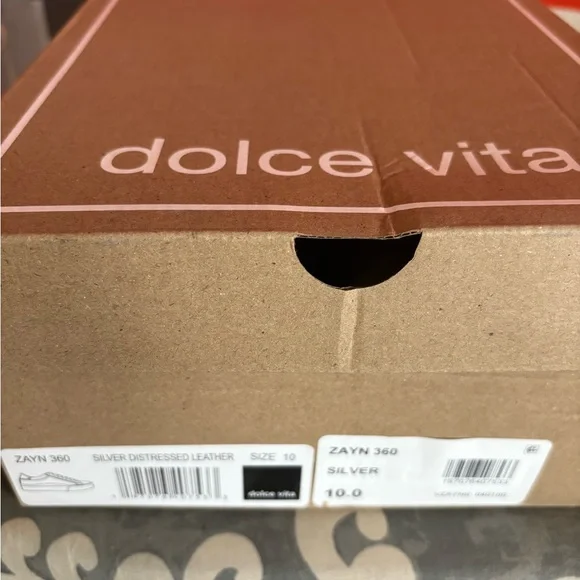 dolce vita
ZAYN 360 SILVER DISTRESSED LEATHER SIZE 10
dolce vita
ZAYN 360
SILVER
10.0